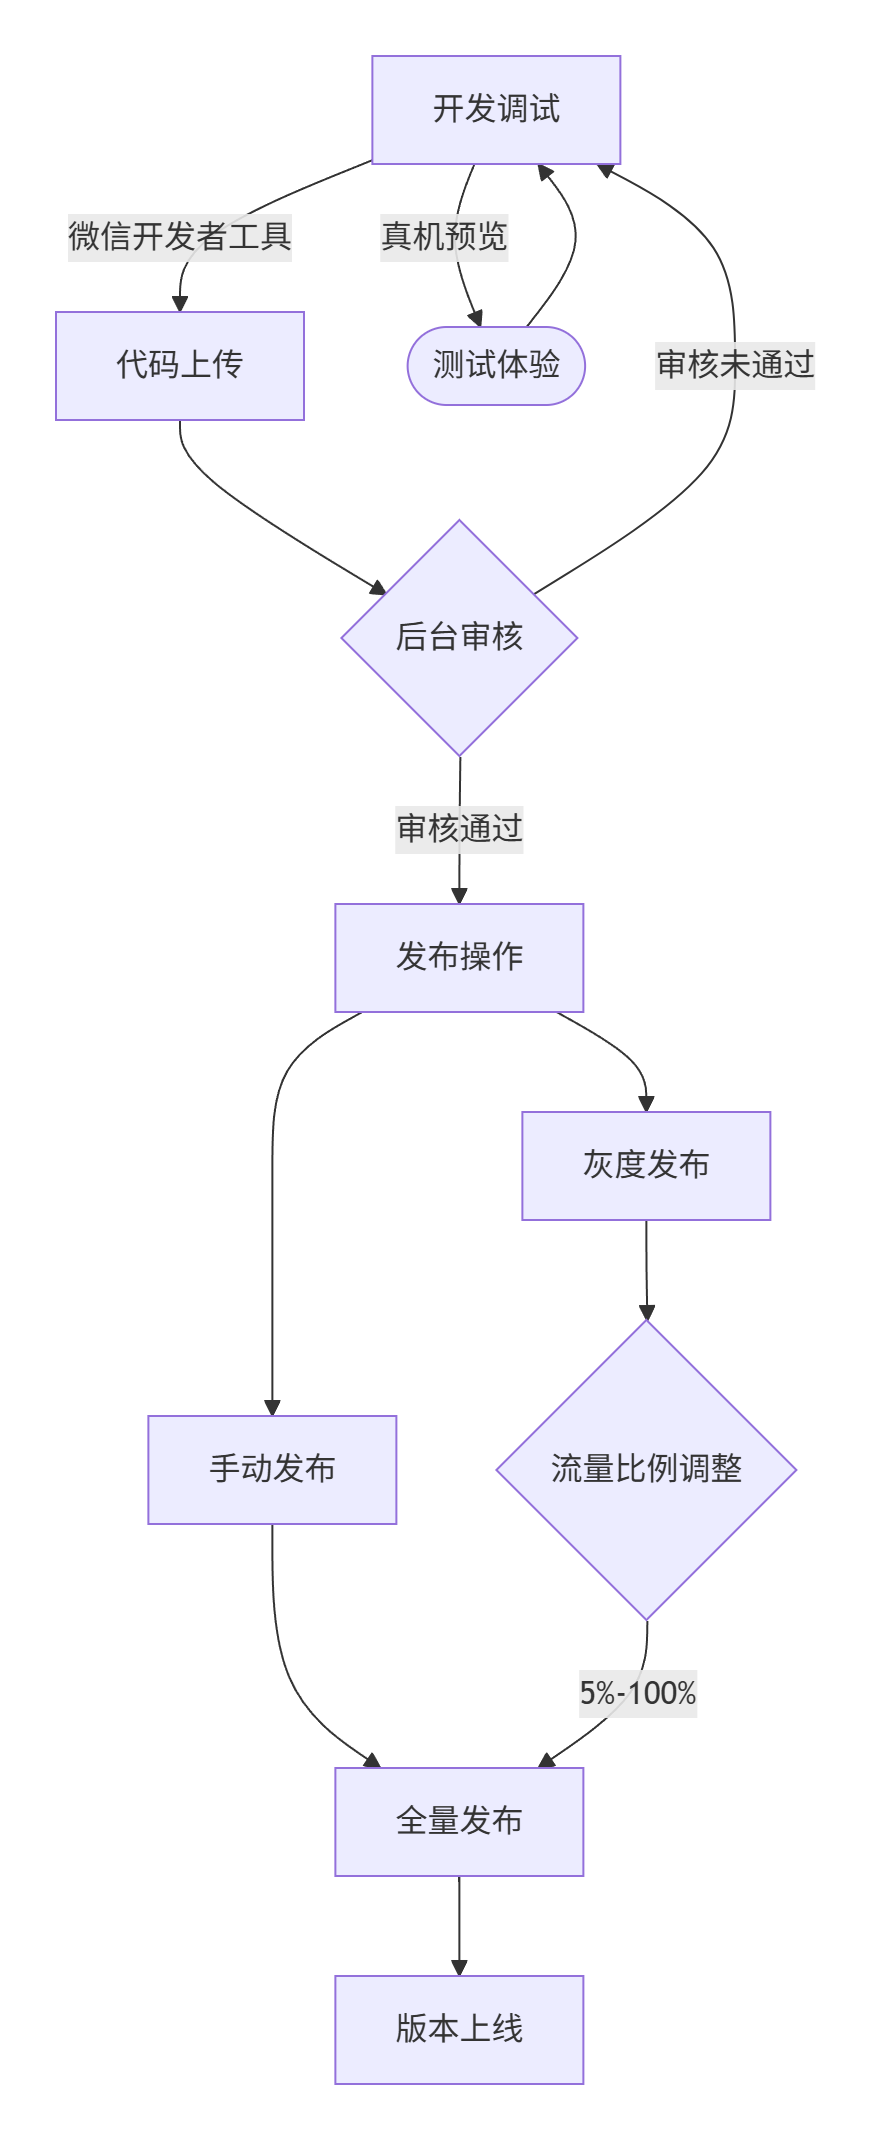 开发调试
微信开发者工具
真机预览
代码上传
测试体验
审核未通过
后台审核
审核通过
发布操作
灰度发布
手动发布
流量比例调整
5%-100%
全量发布
版本上线